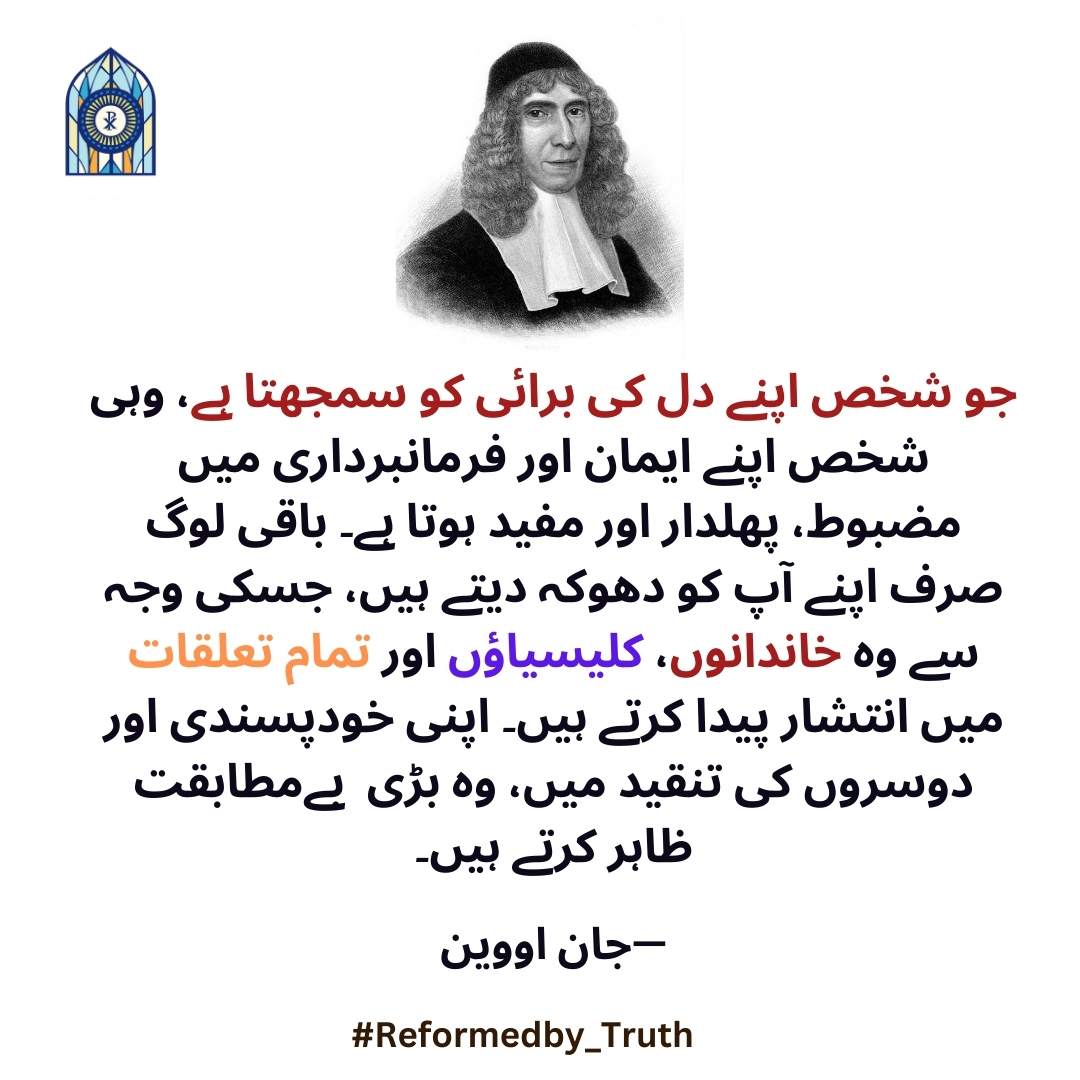 جو شخص اپنے دل کی برائی کو سمجھتا ہے، وہی
شخص اپنے ایمان اور فرمانبرداری میں
مضبوط، پھلدار اور مفید ہوتا ہے۔ باقی لوگ
صرف اپنے آپ کو دھوکہ دیتے ہیں، جسکی وجہ
سے وہ خاندانوں، کلیسیاؤں اور تمام تعلقات
میں انتشار پیدا کرتے ہیں۔ اپنی خودپسندی اور
دوسروں کی تنقید میں، وہ بڑی بےمطابقت
ظاہر کرتے ہیں۔
—جان اووین
#Reformedby_Truth